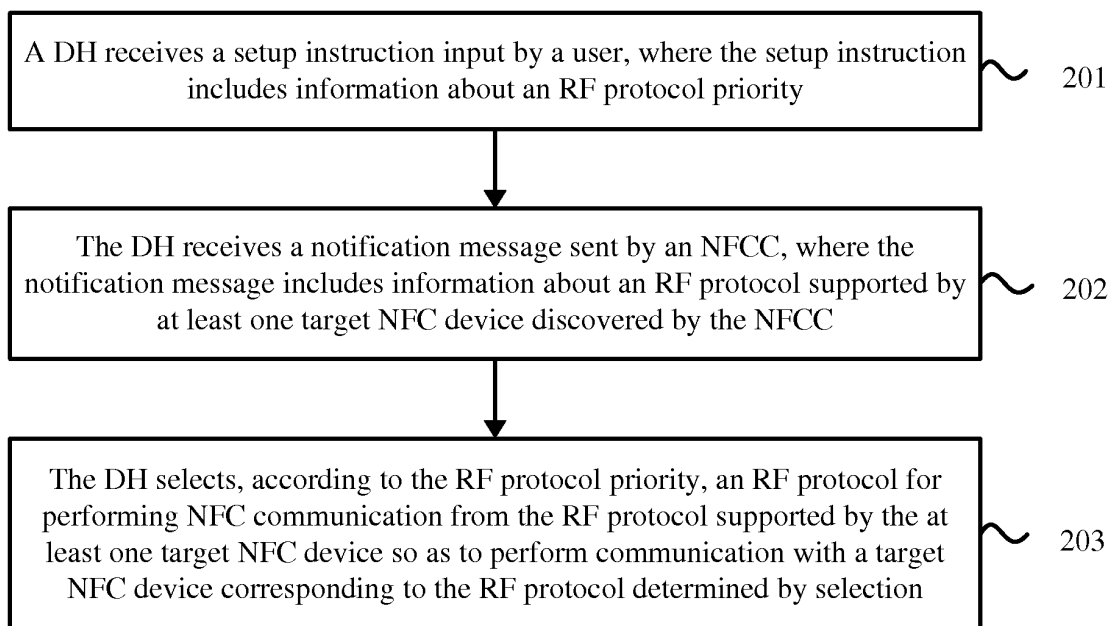 A DH receives a setup instruction input by a user, where the setup instruction
includes information about an RF protocol priority
201
The DH receives a notification message sent by an NFCC, where the
notification message includes information about an RF protocol supported by
at least one target NFC device discovered by the NFCC
202
The DH selects, according to the RF protocol priority, an RF protocol for
performing NFC communication from the RF protocol supported by the at
least one target NFC device so as to perform communication with a target
NFC device corresponding to the RF protocol determined by selection
203